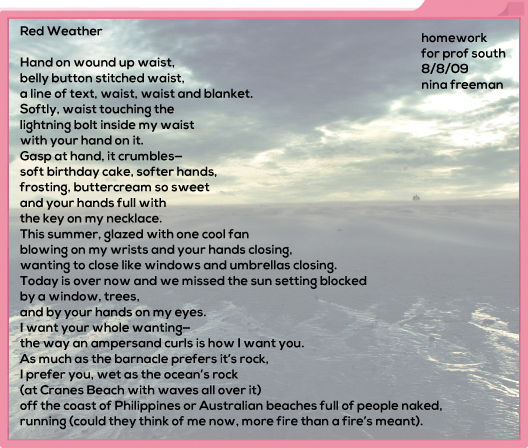 Red Weather
homework
for prof south
8/8/09
nina freeman
Hand on wound up waist,
belly button stitched waist,
a line of text, waist, waist and blanket.
Softly, waist touching the
lightning bolt inside my waist
with your hand on it.
Gasp at hand, it crumbles—
soft birthday cake, softer hands,
frosting, buttercream so sweet
and your hands full with
the key on my necklace.
This summer, glazed with one cool fan
blowing on my wrists and your hands closing,
wanting to close like windows and umbrellas closing.
Today is over now and we missed the sun setting blocked
by a window, trees,
and by your hands on my eyes.
I want your whole wanting—
the way an ampersand curls is how I want you.
As much as the barnacle prefers it's rock,
I prefer you, wet as the ocean's rock
(at Cranes Beach with waves all over it)
off the coast of Philippines or Australian beaches full of people naked,
running (could they think of me now, more fire than a fire's meant).